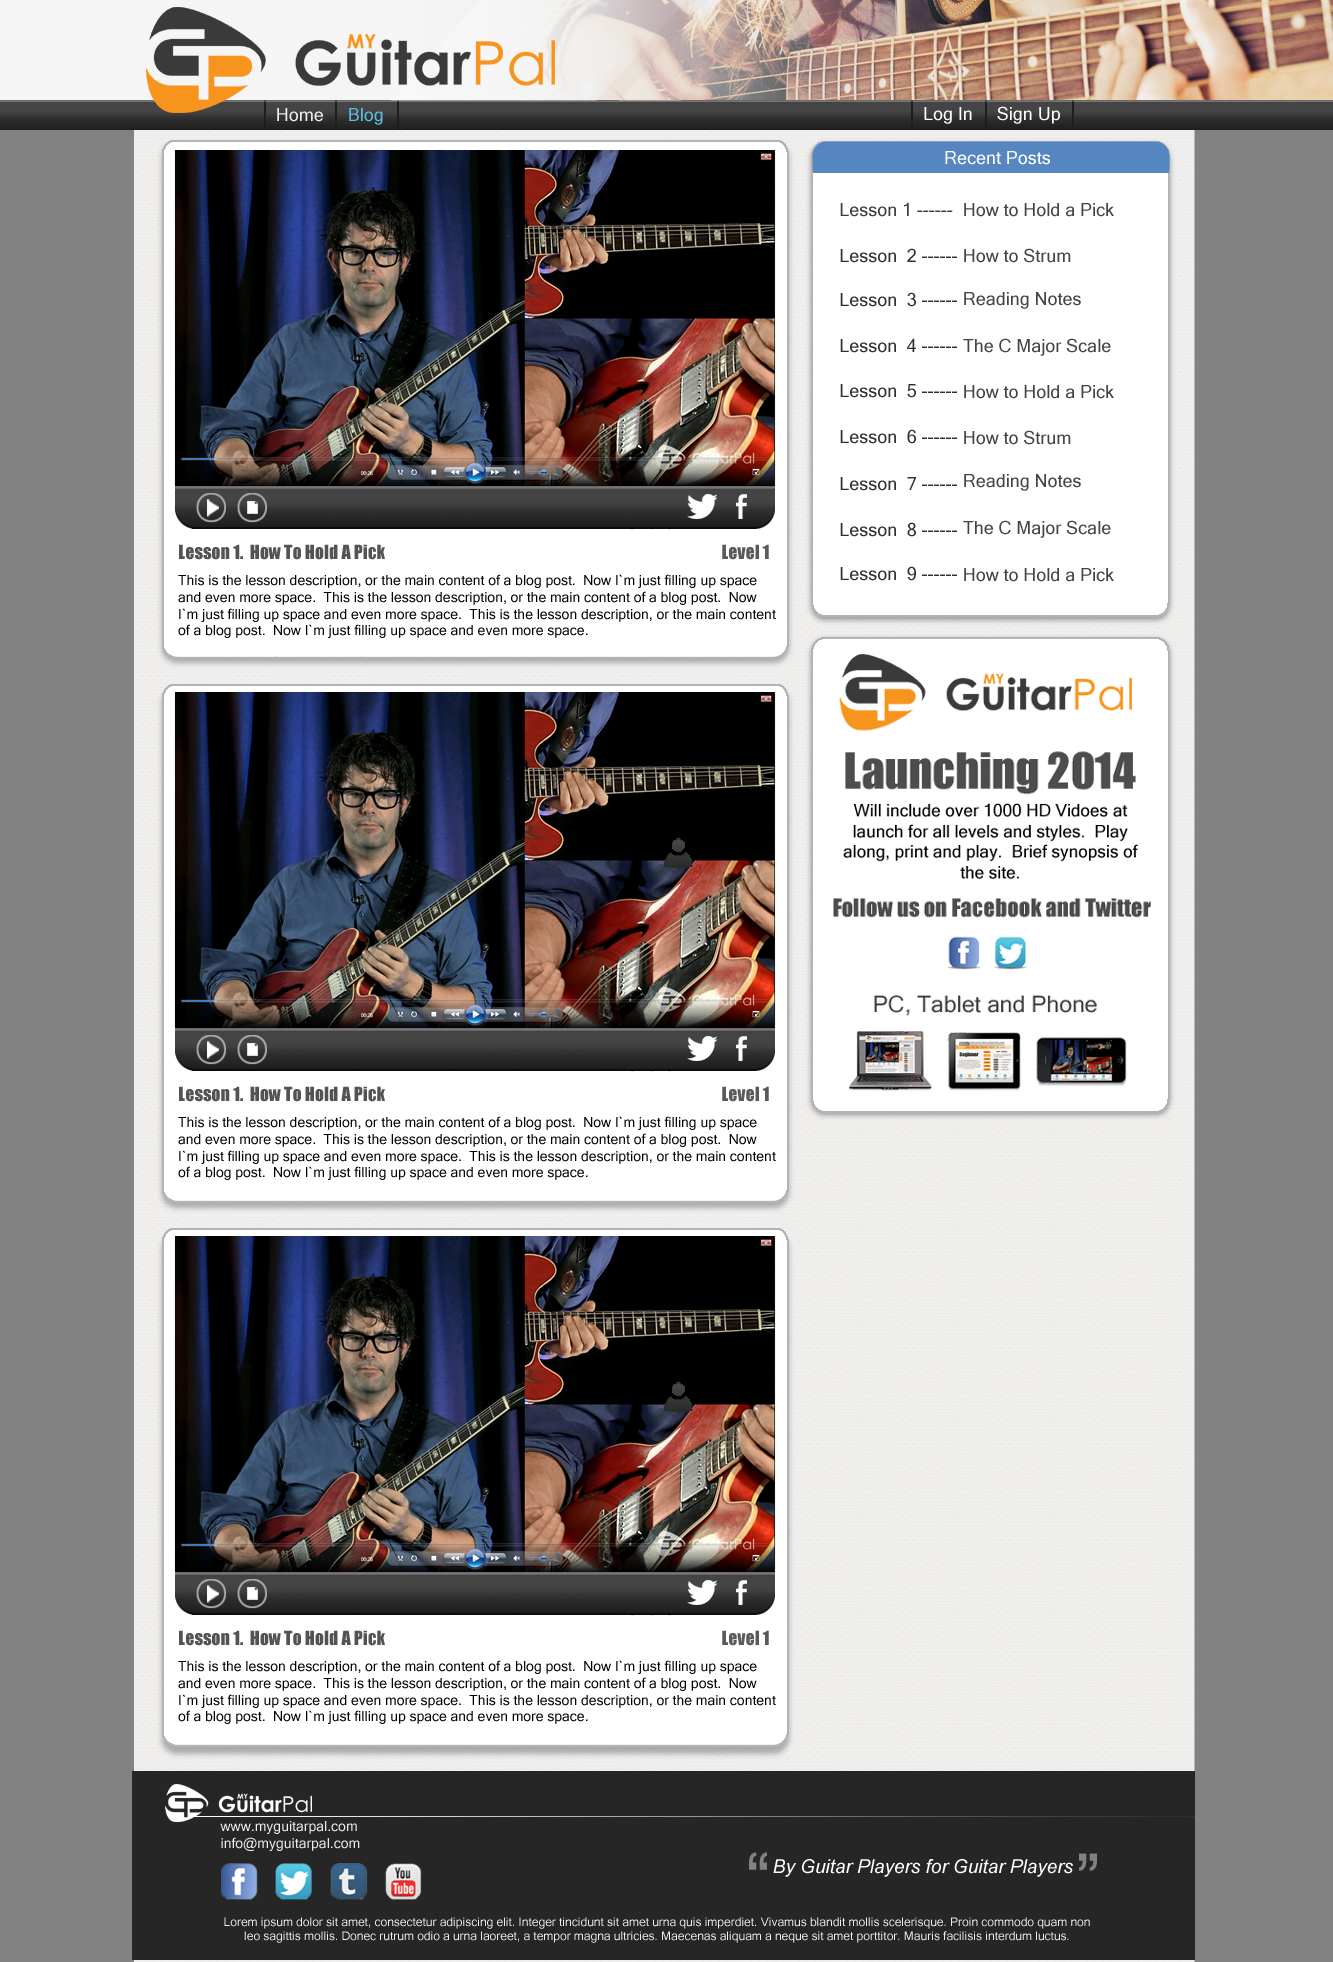 MY
GuitarPal
Home
Blog
Log In
Sign Up
GuitarPal
Lesson 1.  How To Hold A Pick
Level 1
This is the lesson description, or the main content of a blog post.  Now I`m just filling up space
and even more space.  This is the lesson description, or the main content of a blog post.  Now
I`m just filling up space and even more space.  This is the lesson description, or the main content
of a blog post.  Now I`m just filling up space and even more space.
GuitarPal
Lesson 1.  How To Hold A Pick
Level 1
This is the lesson description, or the main content of a blog post.  Now I`m just filling up space
and even more space.  This is the lesson description, or the main content of a blog post.  Now
I`m just filling up space and even more space.  This is the lesson description, or the main content
of a blog post.  Now I`m just filling up space and even more space.
GuitarPal
Lesson 1.  How To Hold A Pick
Level 1
This is the lesson description, or the main content of a blog post.  Now I`m just filling up space
and even more space.  This is the lesson description, or the main content of a blog post.  Now
I`m just filling up space and even more space.  This is the lesson description, or the main content
of a blog post.  Now I`m just filling up space and even more space.
Recent Posts
Lesson 1 ------ How to Hold a Pick
Lesson  2 ------ How to Strum
Lesson  3 ------ Reading Notes
Lesson  4 ------ The C Major Scale
Lesson  5 ------ How to Hold a Pick
Lesson  6 ------ How to Strum
Lesson  7 ------ Reading Notes
Lesson  8 ------ The C Major Scale
Lesson  9 ------ How to Hold a Pick
MY
GuitarPal
Launching 2014
Will include over 1000 HD Vidoes at
launch for all levels and styles.  Play
along, print and play.  Brief synopsis of
the site.
Follow us on Facebook and Twitter
PC, Tablet and Phone
Beginner
MY
GuitarPal
www.myguitarpal.com
info@myguitarpal.com
You
Tube
“ By Guitar Players for Guitar Players ”
Lorem ipsum dolor sit amet, consectetur adipiscing elit. Integer tincidunt sit amet urna quis imperdiet. Vivamus blandit mollis scelerisque. Proin commodo quam non
leo sagittis mollis. Donec rutrum odio a urna laoreet, a tempor magna ultricies. Maecenas aliquam a neque sit amet porttitor. Mauris facilisis interdum luctus.